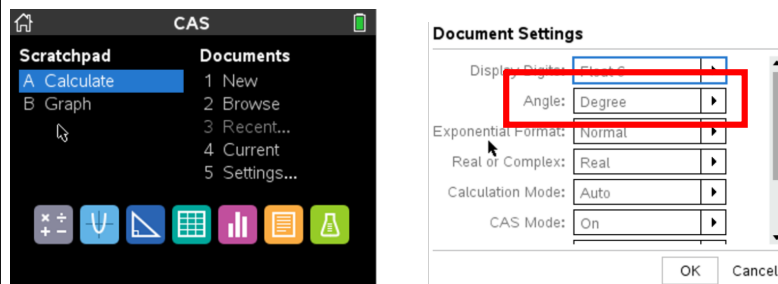 CAS
Scratchpad
A Calculate
B Graph
Documents
1 New
2 Browse
3 Recent...
4 Current
5 Settings...
Document Settings
Display Digits: Float 6
Angle: Degree
Exponential Format: Normal
Real or Complex: Real
Calculation Mode: Auto
CAS Mode: On
OK Cancel